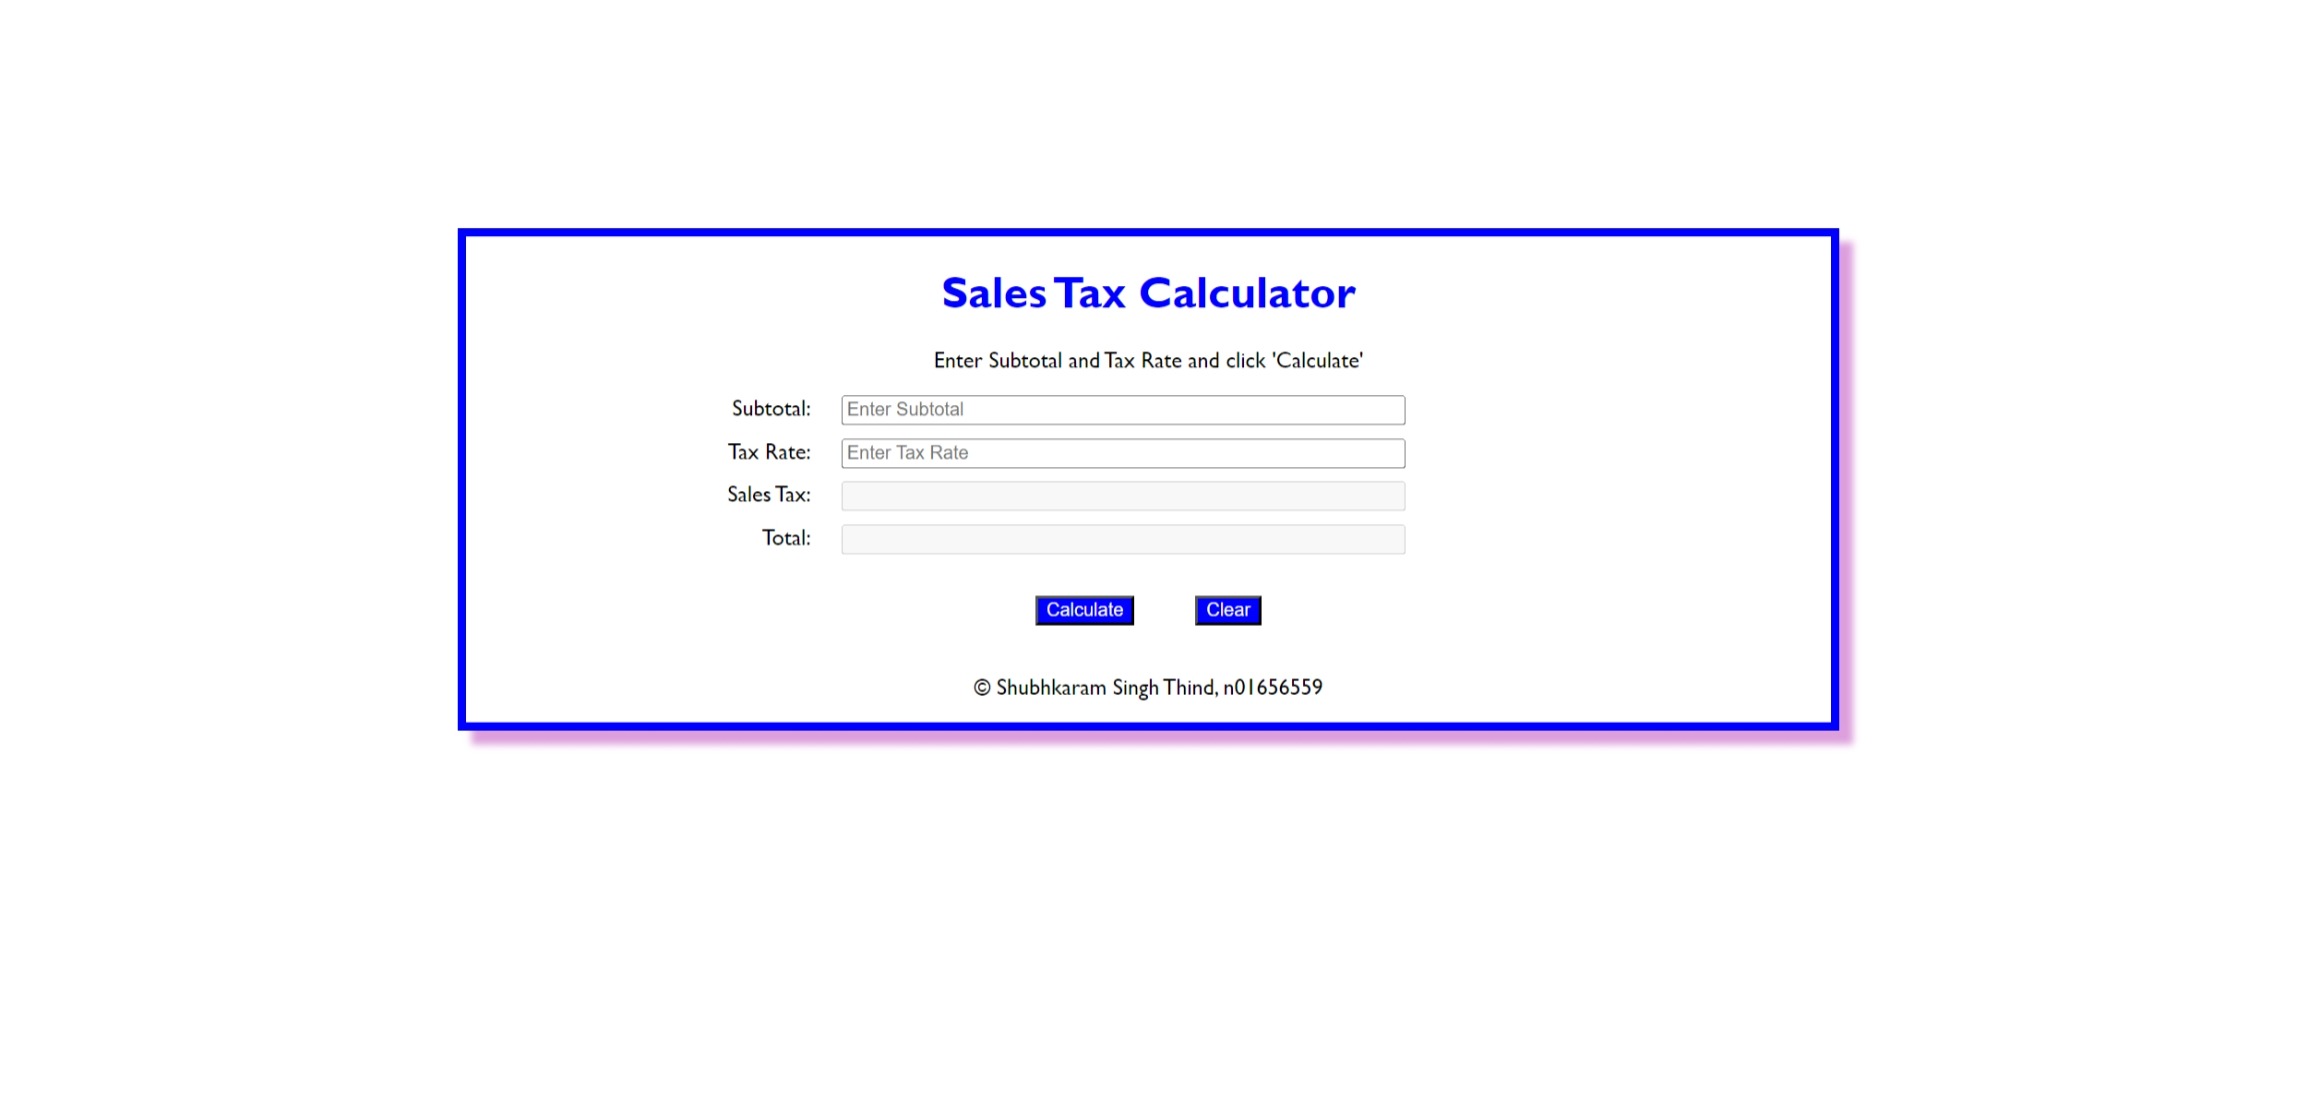 Sales Tax Calculator
Enter Subtotal and Tax Rate and click 'Calculate'
Subtotal: Enter Subtotal
Tax Rate: Enter Tax Rate
Sales Tax:
Total:
Calculate Clear
© Shubhkaram Singh Thind, n01656559